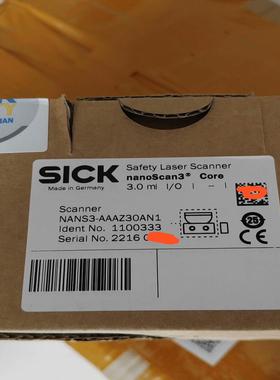 SICK
Made in Germany
Safety Laser Scanner
nanoScan3® Core
3.0 m| I/O | - |
Scanner
NANS3-AAAZ30AN1
Ident No. 1100333
Serial No. 2216
25
CE